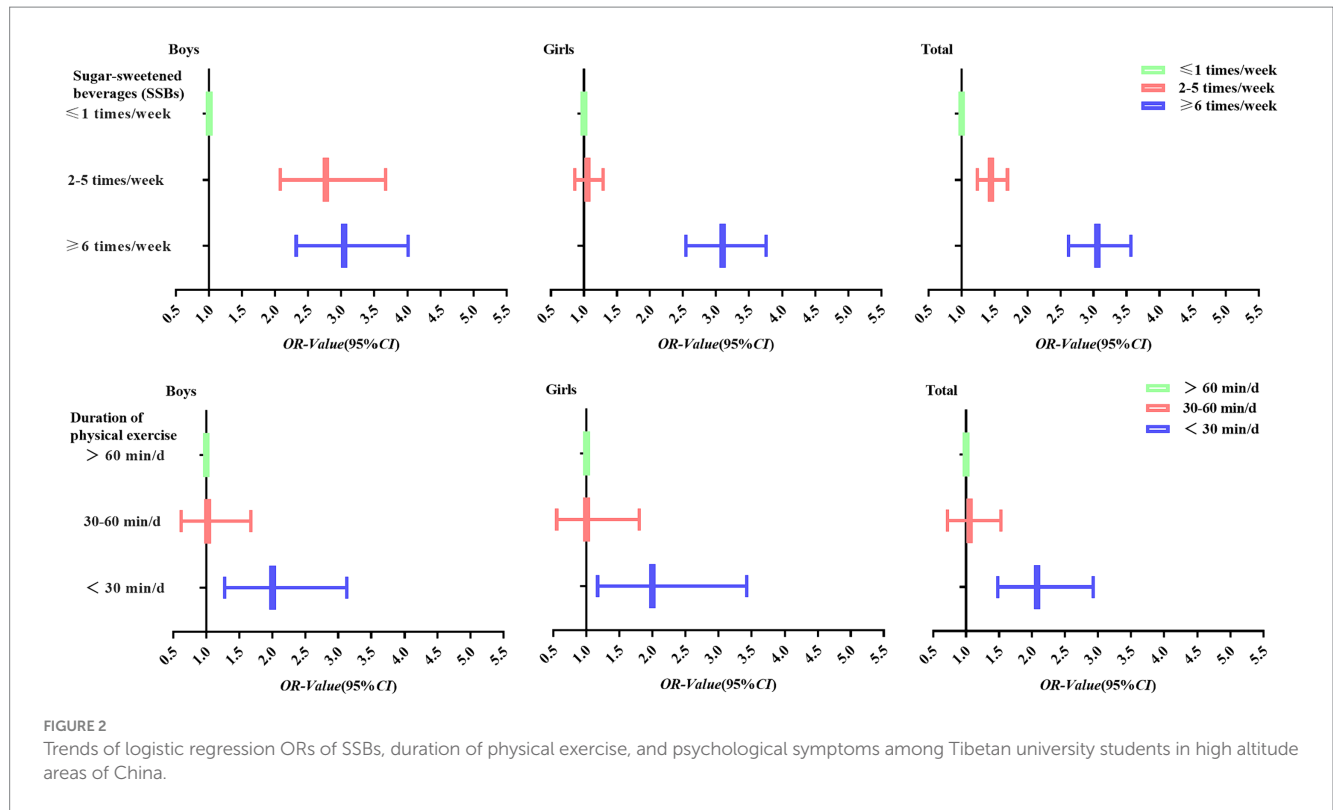 Boys
Girls
Total
Sugar-sweetened
beverages (SSBs)
≤1 times/week
2-5 times/week
≥6 times/week
≤1 times/week
2-5 times/week
≥6 times/week
0.5 1.0 1.5 2.0 2.5 3.0 3.5 4.0 4.5 5.0 5.5
OR-Value(95%CI)
0.5 1.0 1.5 2.0 2.5 3.0 3.5 4.0 4.5 5.0 5.5
OR-Value(95%CI)
0.5 1.0 1.5 2.0 2.5 3.0 3.5 4.0 4.5 5.0 5.5
OR-Value(95%CI)
Boys
Girls
Total
Duration of
physical exercise
> 60 min/d
30-60 min/d
< 30 min/d
> 60 min/d
30-60 min/d
< 30 min/d
0.5 1.0 1.5 2.0 2.5 3.0 3.5 4.0 4.5 5.0 5.5
OR-Value(95%CI)
0.5 1.0 1.5 2.0 2.5 3.0 3.5 4.0 4.5 5.0 5.5
OR-Value(95%CI)
0.5 1.0 1.5 2.0 2.5 3.0 3.5 4.0 4.5 5.0 5.5
OR-Value(95%CI)
FIGURE 2
Trends of logistic regression ORs of SSBs, duration of physical exercise, and psychological symptoms among Tibetan university students in high altitude
areas of China.